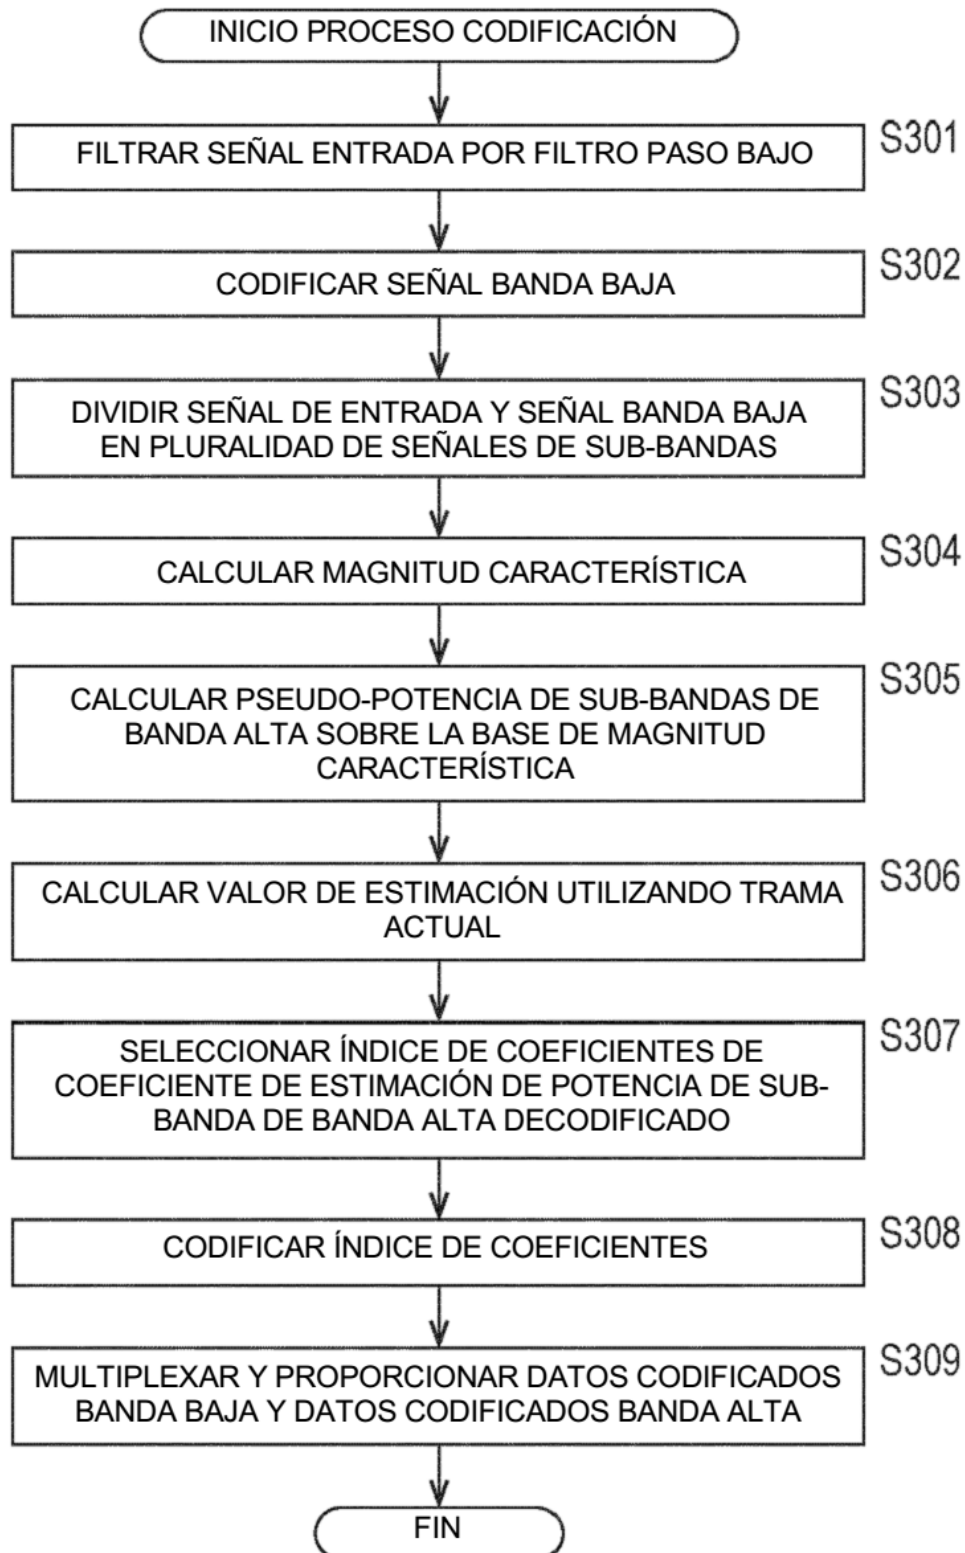 INICIO PROCESO CODIFICACIÓN
FILTRAR SEÑAL ENTRADA POR FILTRO PASO BAJO
S301
CODIFICAR SEÑAL BANDA BAJA
S302
DIVIDIR SEÑAL DE ENTRADA Y SEÑAL BANDA BAJA
EN PLURALIDAD DE SEÑALES DE SUB-BANDAS
S303
CALCULAR MAGNITUD CARACTERÍSTICA
S304
CALCULAR PSEUDO-POTENCIA DE SUB-BANDAS DE
BANDA ALTA SOBRE LA BASE DE MAGNITUD
CARACTERÍSTICA
S305
CALCULAR VALOR DE ESTIMACIÓN UTILIZANDO TRAMA
ACTUAL
S306
SELECCIONAR ÍNDICE DE COEFICIENTES DE
COEFICIENTE DE ESTIMACIÓN DE POTENCIA DE SUB-
BANDA DE BANDA ALTA DECODIFICADO
S307
CODIFICAR ÍNDICE DE COEFICIENTES
S308
MULTIPLEXAR Y PROPORCIONAR DATOS CODIFICADOS
BANDA BAJA Y DATOS CODIFICADOS BANDA ALTA
S309
FIN